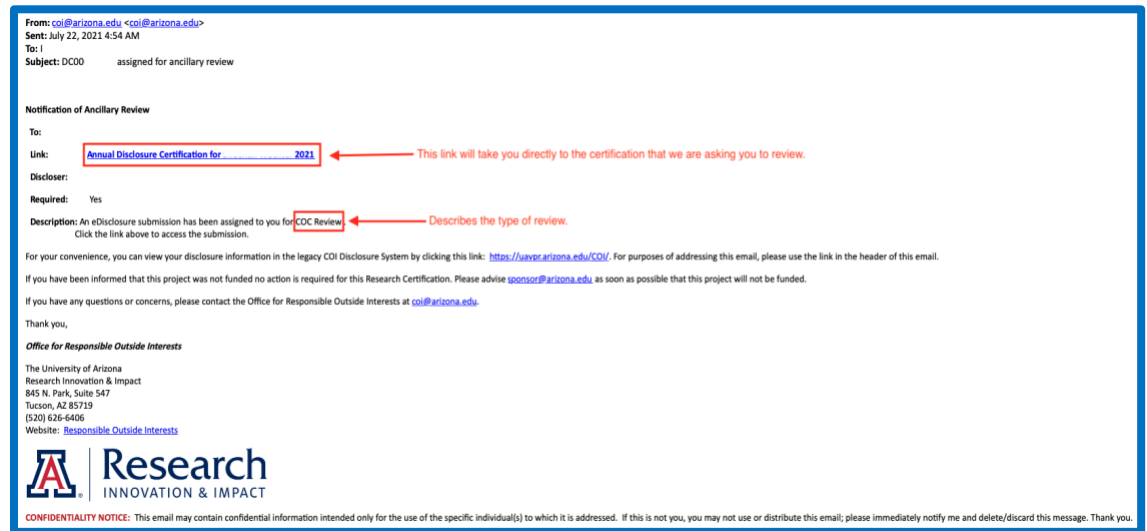 From: coi@arizona.edu <coi@arizona.edu>
Sent: July 22, 2021 4:54 AM
To: I
Subject: DC00 assigned for ancillary review
Notification of Ancillary Review
To:
Link: Annual Disclosure Certification for 2021 This link will take you directly to the certification that we are asking you to review.
Discloser:
Required: Yes
Description: An eDisclosure submission has been assigned to you for COC Review. Describes the type of review.
Click the link above to access the submission.
For your convenience, you can view your disclosure information in the legacy COI Disclosure System by clicking this link: https://uavpr.arizona.edu/COI/. For purposes of addressing this email, please use the link in the header of this email.
If you have been informed that this project was not funded no action is required for this Research Certification. Please advise sponsor@arizona.edu as soon as possible that this project will not be funded.
If you have any questions or concerns, please contact the Office for Responsible Outside Interests at coi@arizona.edu.
Thank you,
Office for Responsible Outside Interests
The University of Arizona
Research Innovation & Impact
845 N. Park, Suite 547
Tucson, AZ 85719
(520) 626-6406
Website: Responsible Outside Interests
A ® Research
INNOVATION & IMPACT
CONFIDENTIALITY NOTICE: This email may contain confidential information intended only for the use of the specific individual(s) to which it is addressed. If this is not you, you may not use or distribute this email; please immediately notify me and delete/discard this message. Thank you.